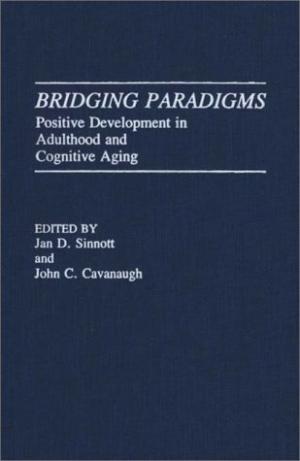 BRIDGING PARADIGMS
Positive Development in
Adulthood and
Cognitive Aging
EDITED BY
Jan D. Sinnott
and
John C. Cavanaugh